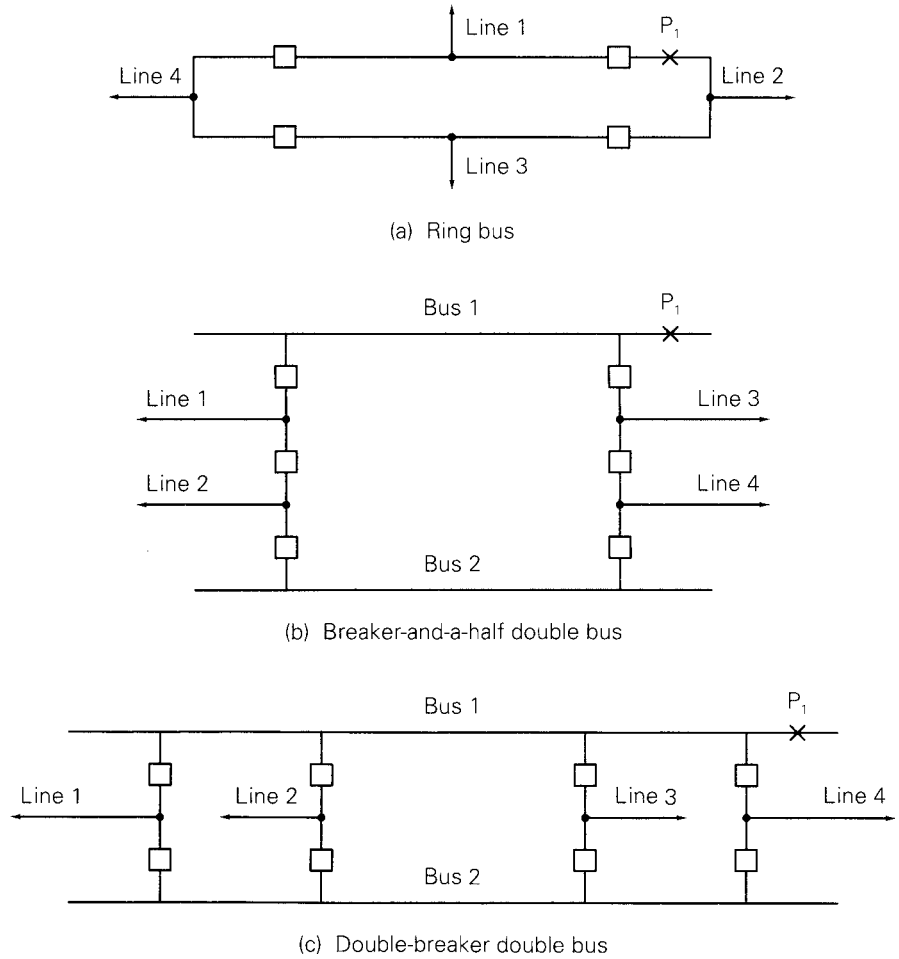 Line 1
P₁
Line 4
Line 2
Line 3
(a) Ring bus
Bus 1
P₁
Line 1
Line 3
Line 2
Line 4
Bus 2
(b) Breaker-and-a-half double bus
Bus 1
P₁
Line 1
Line 2
Line 3
Line 4
Bus 2
(c) Double-breaker double bus